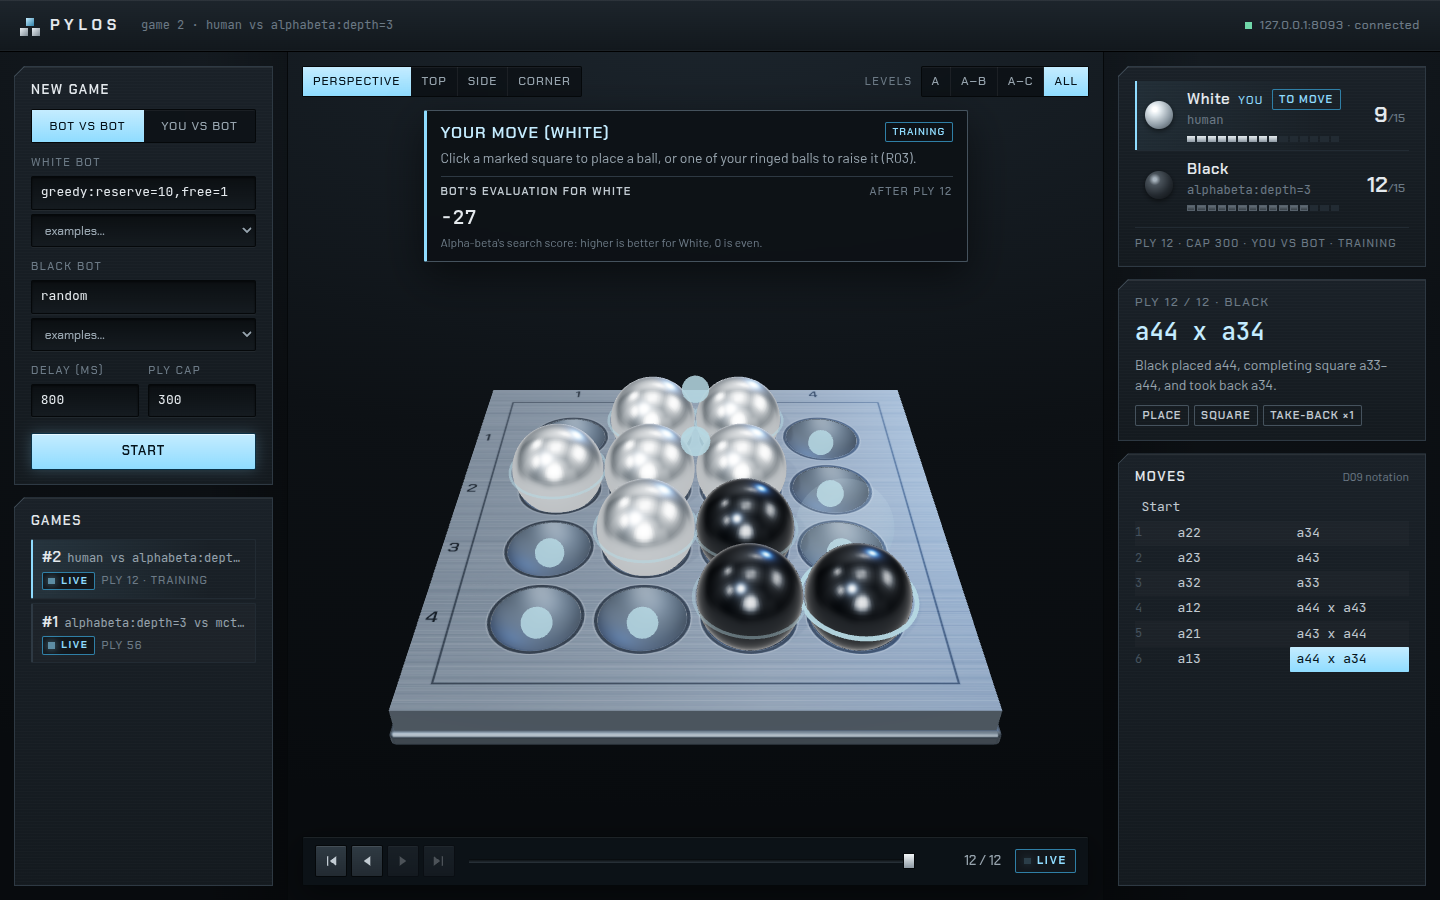 PYLOS
game 2 · human vs alphabeta:depth=3
127.0.0.1:8093 · connected
NEW GAME
BOT VS BOT
YOU VS BOT
WHITE BOT
greedy:reserve=10,free=1
examples...
BLACK BOT
random
examples...
DELAY (MS)
PLY CAP
800
300
START
GAMES
#2 human vs alphabeta:dept…
LIVE PLY 12 · TRAINING
#1 alphabeta:depth=3 vs mct…
LIVE PLY 56
PERSPECTIVE
TOP
SIDE
CORNER
LEVELS
A
A–B
A–C
ALL
YOUR MOVE (WHITE)
TRAINING
Click a marked square to place a ball, or one of your ringed balls to raise it (R03).
BOT'S EVALUATION FOR WHITE
AFTER PLY 12
-27
Alpha-beta's search score: higher is better for White, 0 is even.
1
4
1
2
3
4
12 / 12
LIVE
White YOU TO MOVE
human
9/15
Black
alphabeta:depth=3
12/15
PLY 12 · CAP 300 · YOU VS BOT · TRAINING
PLY 12 / 12 · BLACK
a44 x a34
Black placed a44, completing square a33–
a44, and took back a34.
PLACE
SQUARE
TAKE-BACK ×1
MOVES
D09 notation
Start
1 a22 a34
2 a23 a43
3 a32 a33
4 a12 a44 x a43
5 a21 a43 x a44
6 a13 a44 x a34